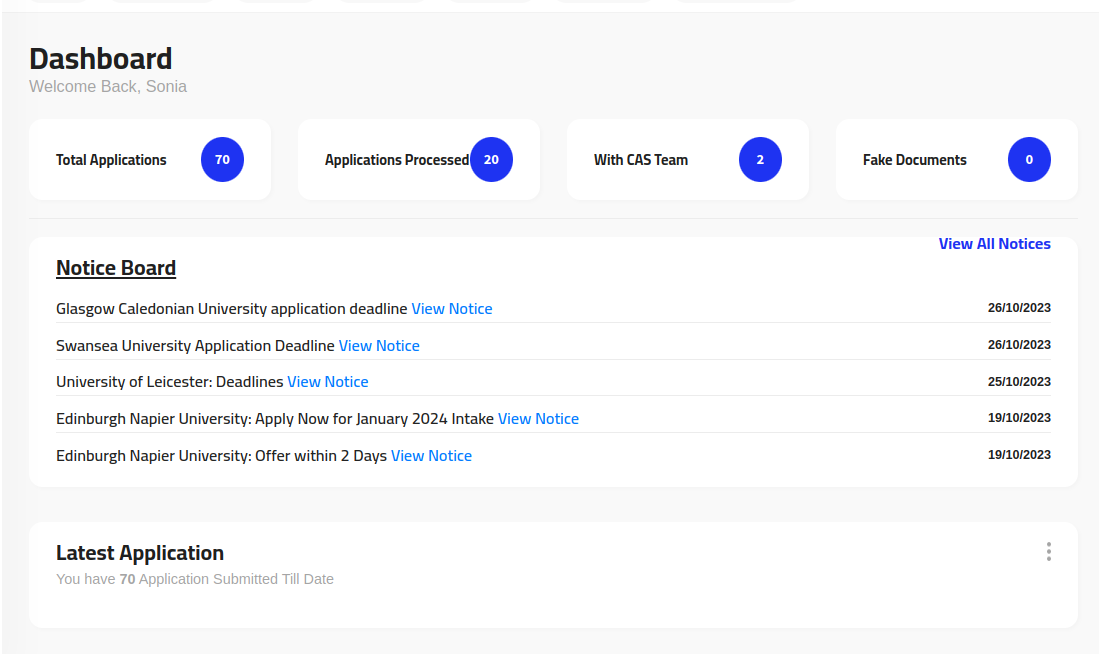 Dashboard
Welcome Back, Sonia
Total Applications 70
Applications Processed 20
With CAS Team 2
Fake Documents 0
View All Notices
Notice Board
Glasgow Caledonian University application deadline View Notice 26/10/2023
Swansea University Application Deadline View Notice 26/10/2023
University of Leicester: Deadlines View Notice 25/10/2023
Edinburgh Napier University: Apply Now for January 2024 Intake View Notice 19/10/2023
Edinburgh Napier University: Offer within 2 Days View Notice 19/10/2023
Latest Application
You have 70 Application Submitted Till Date